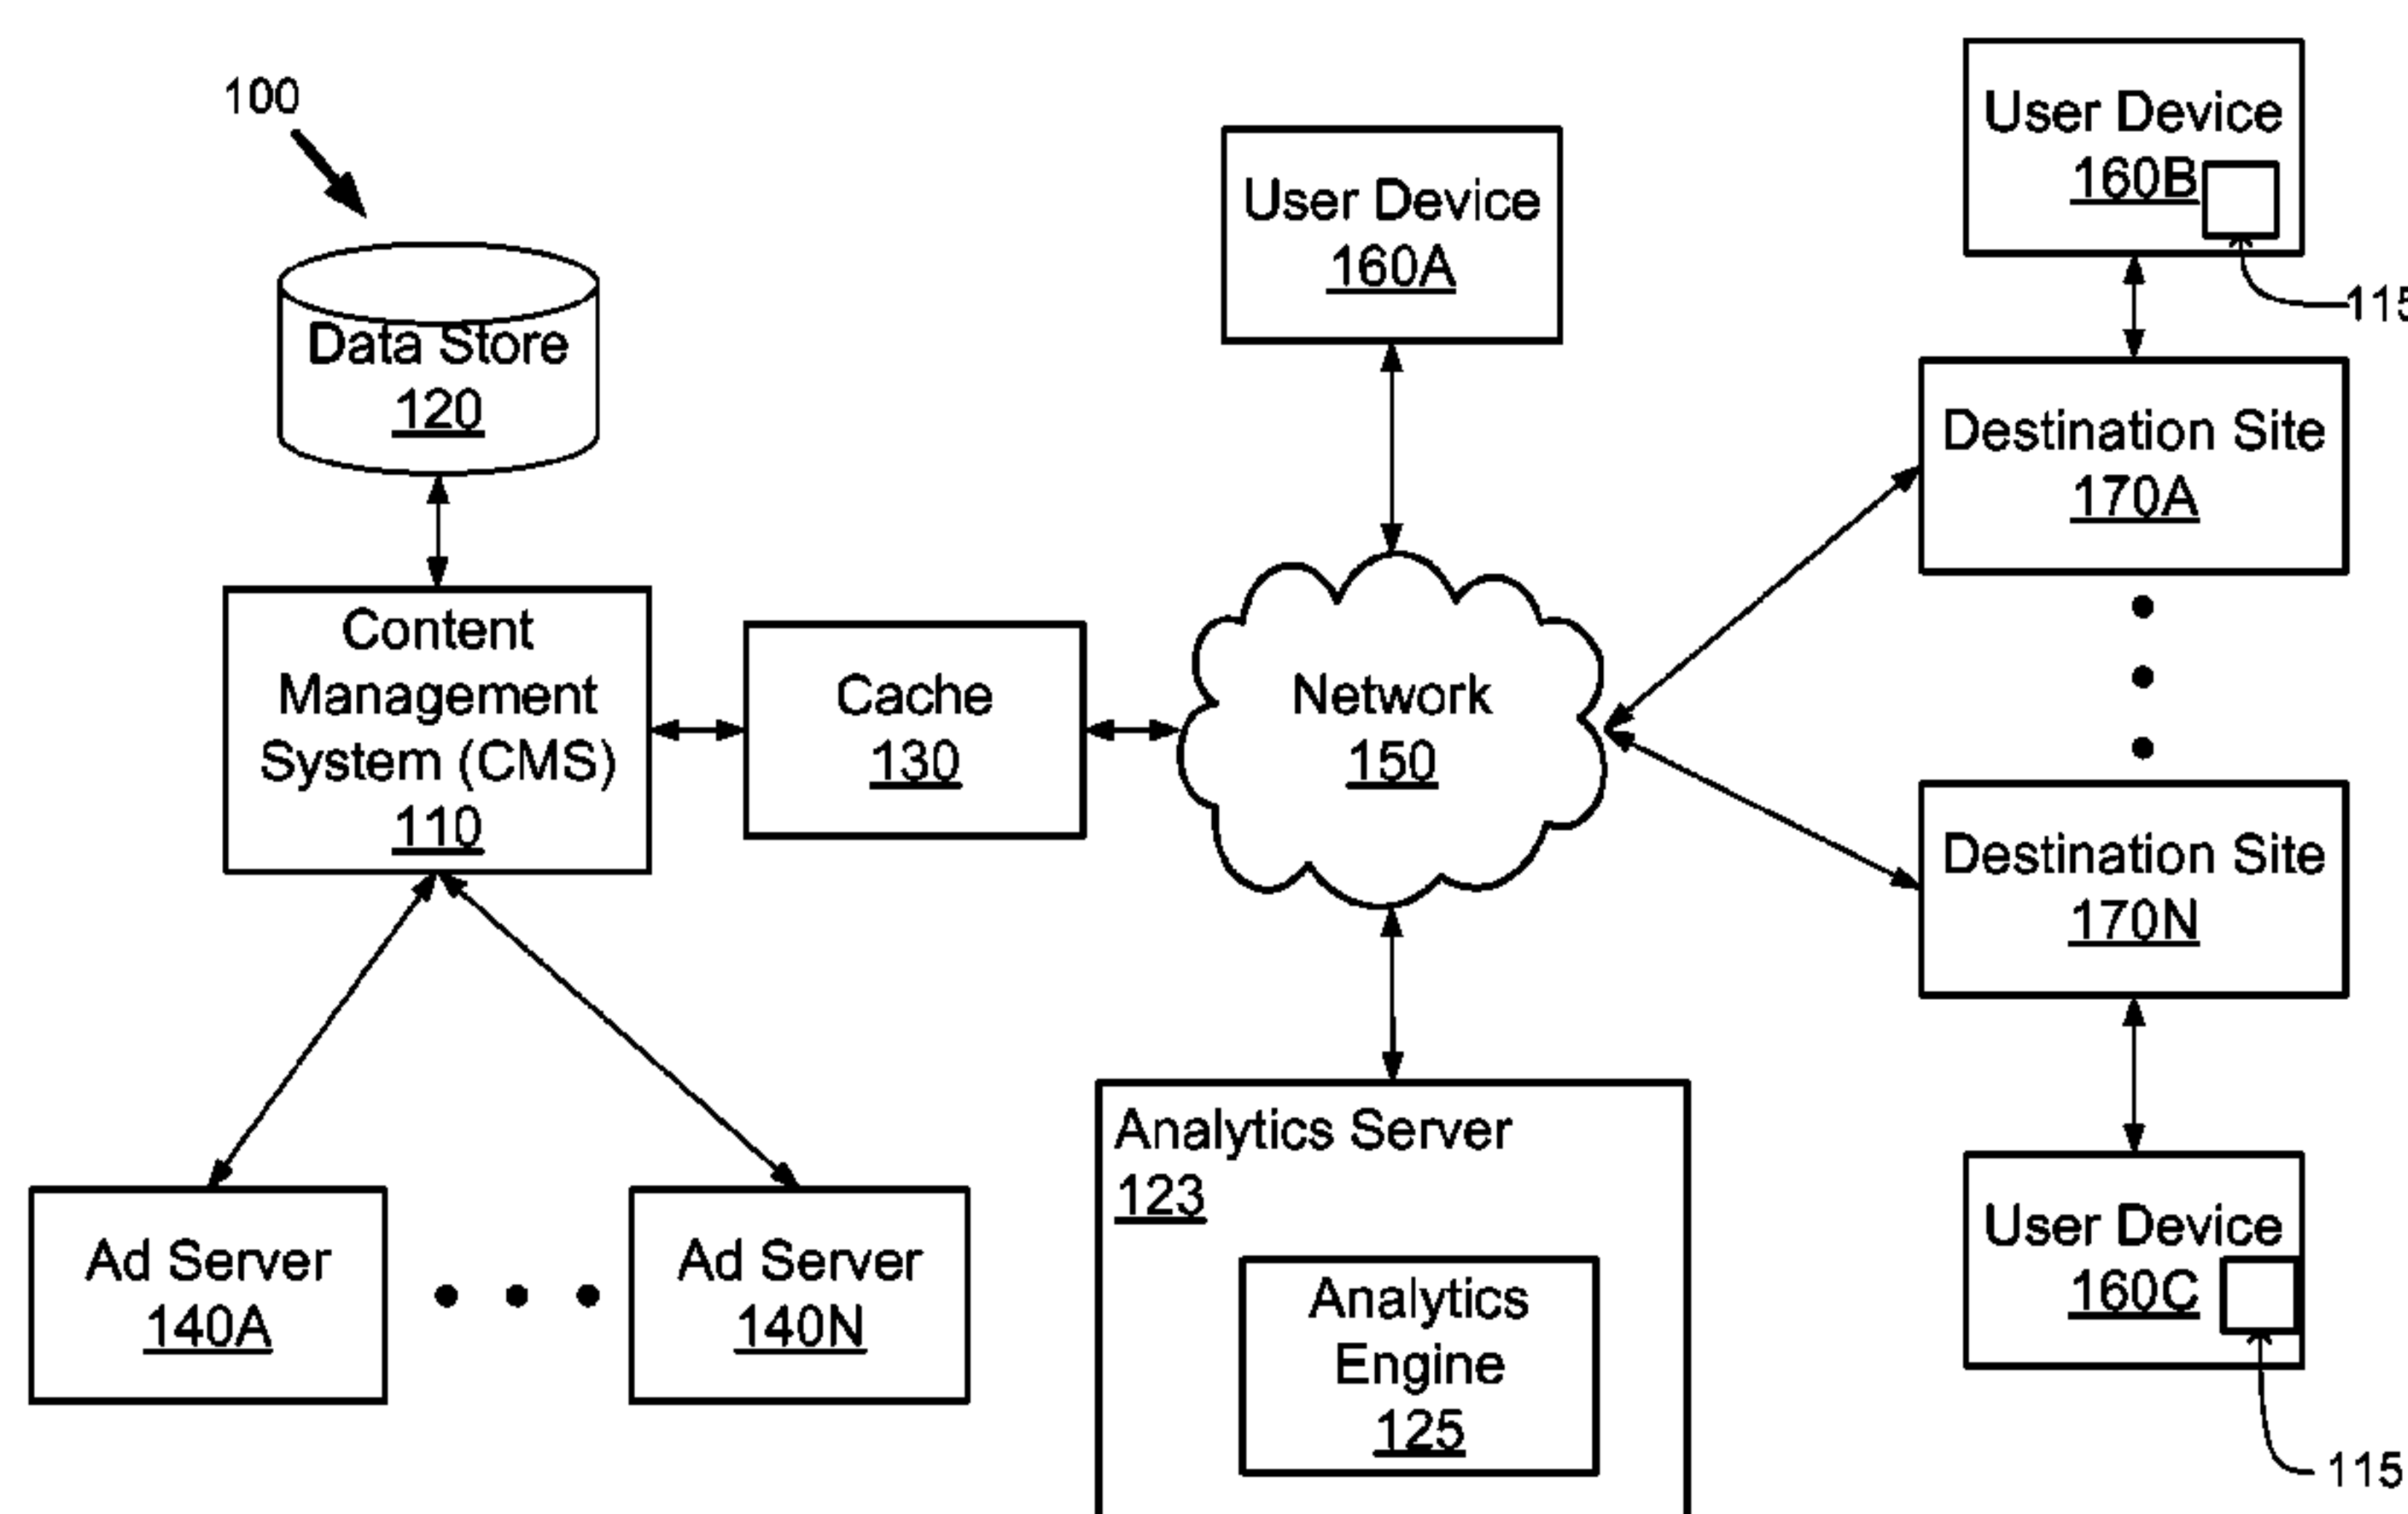 100
Data Store
120
Content
Management
System (CMS)
110
Cache
130
Network
150
User Device
160A
User Device
160B
115
Destination Site
170A
Destination Site
170N
User Device
160C
115
Ad Server
140A
Ad Server
140N
Analytics Server
123
Analytics
Engine
125